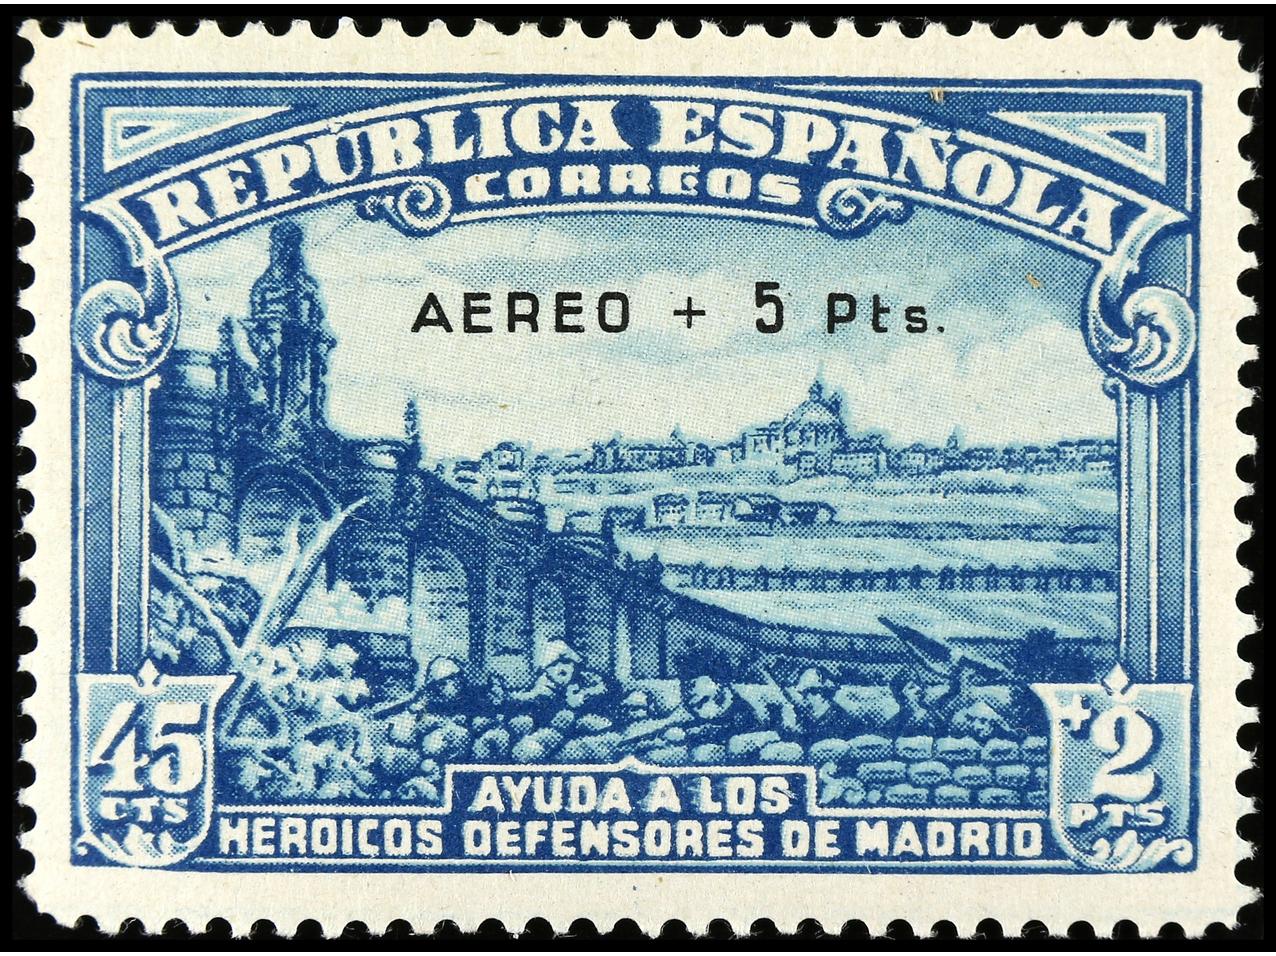 REPÚBLICA ESPAÑOLA
CORREOS
AEREO + 5 Pts.
45
CTS
+2
PTS
AYUDA A LOS
HEROICOS DEFENSORES DE MADRID